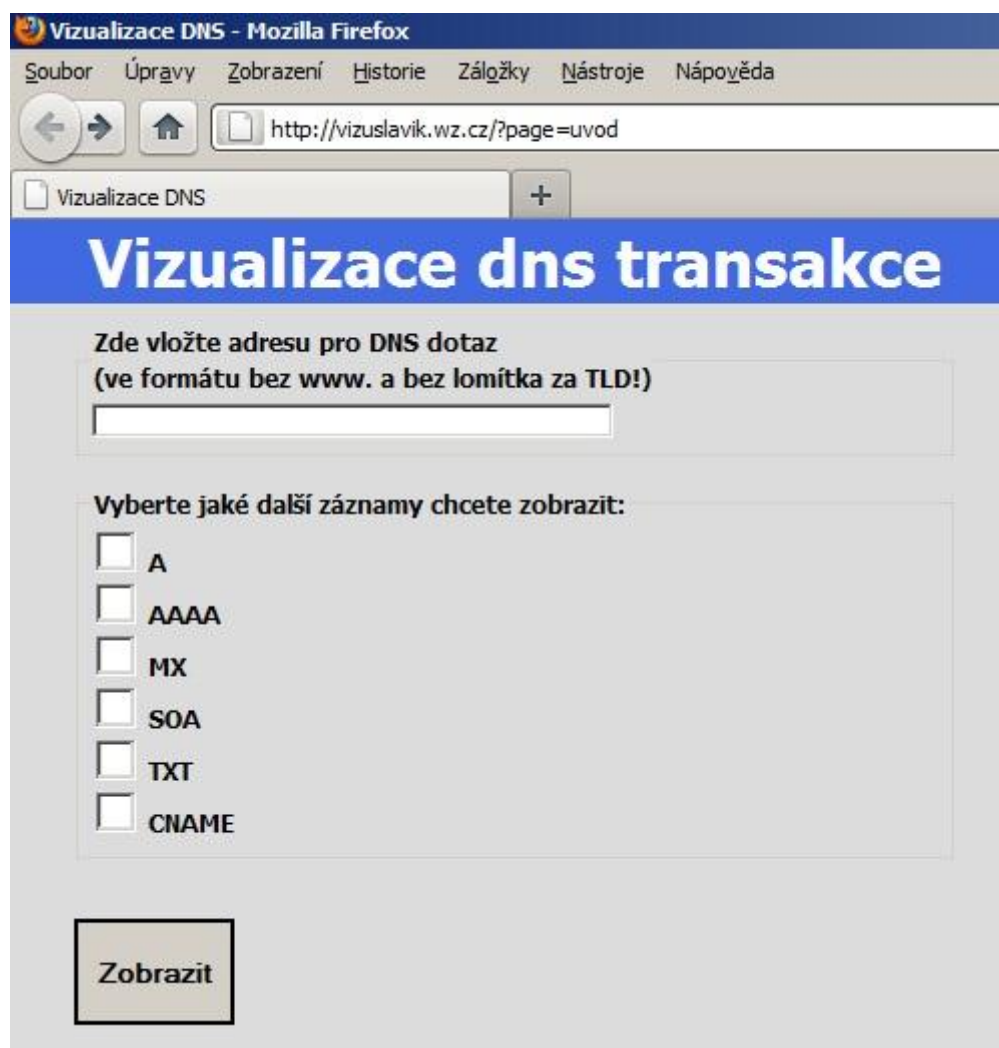 Vizualizace DNS - Mozilla Firefox
Soubor Úpravy Zobrazení Historie Záložky Nástroje Nápověda
http://vizuslavik.wz.cz/?page=uvod
Vizualizace DNS
Vizualizace dns transakce
Zde vložte adresu pro DNS dotaz
(ve formátu bez www. a bez lomítka za TLD!)
Vyberte jaké další záznamy chcete zobrazit:
A
AAAA
MX
SOA
TXT
CNAME
Zobrazit